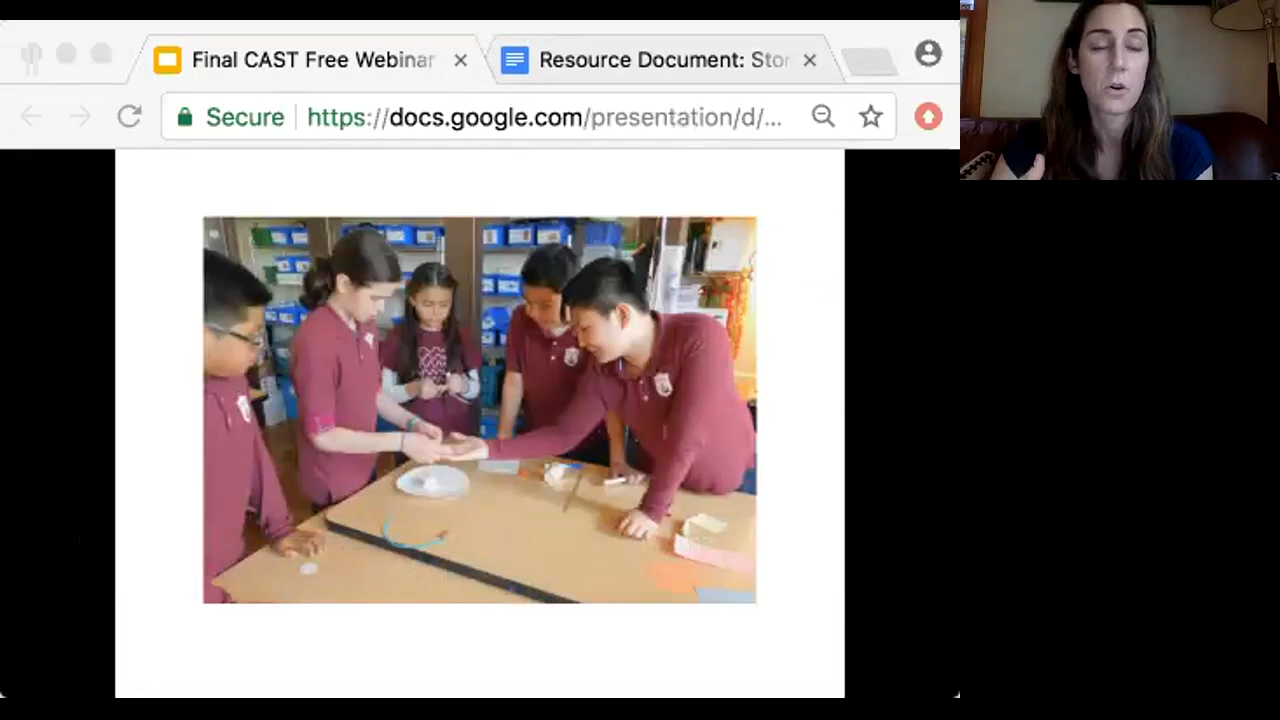 Final CAST Free Webinar
Resource Document: Stor
Secure https://docs.google.com/presentation/d/...